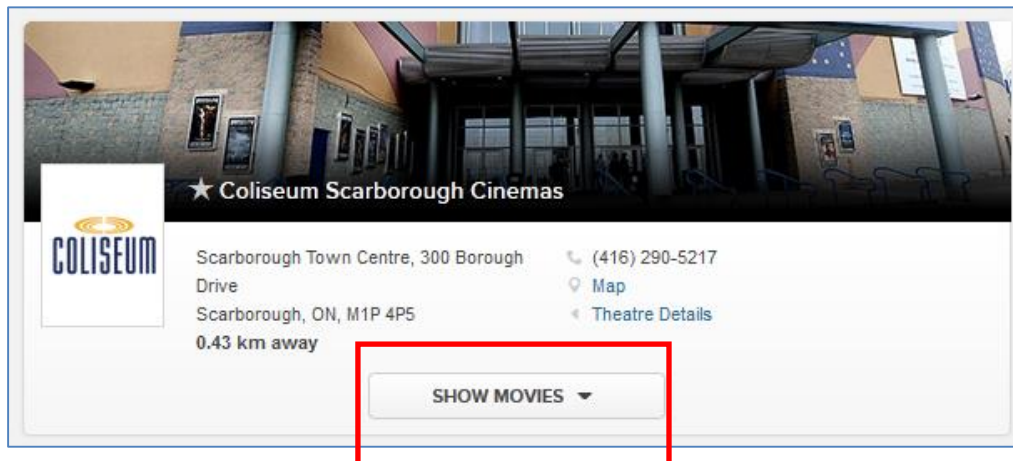 ★ Coliseum Scarborough Cinemas
COLISEUM
Scarborough Town Centre, 300 Borough
Drive
Scarborough, ON, M1P 4P5
0.43 km away
(416) 290-5217
Map
Theatre Details
SHOW MOVIES